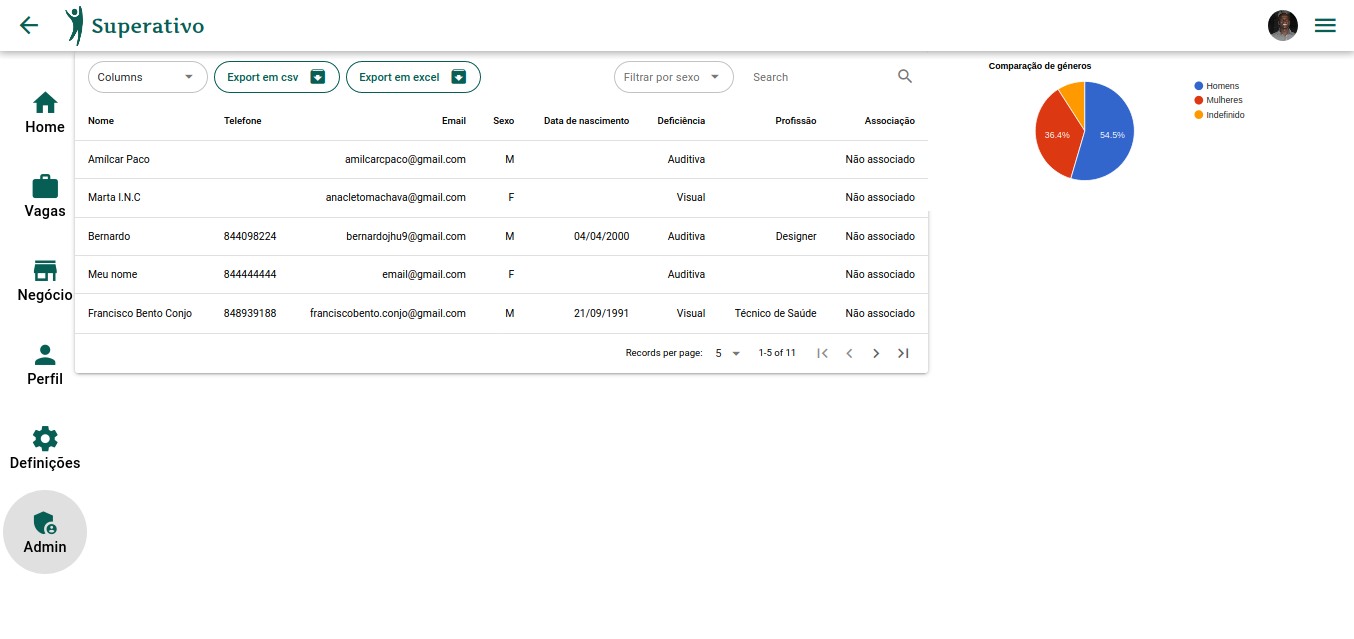 Superativo
Columns Export em csv Export em excel Filtrar por sexo Search
Nome Telefone Email Sexo Data de nascimento Deficiência Profissão Associação
Amílcar Paco amilcarcpaco@gmail.com M Auditiva Não associado
Marta I.N.C anacletomachava@gmail.com F Visual Não associado
Bernardo 844098224 bernardojhu9@gmail.com M 04/04/2000 Auditiva Designer Não associado
Meu nome 844444444 email@gmail.com F Auditiva Não associado
Francisco Bento Conjo 848939188 franciscobento.conjo@gmail.com M 21/09/1991 Visual Técnico de Saúde Não associado
Records per page: 5 1-5 of 11
Comparação de géneros
36.4% 54.5%
Homens
Mulheres
Indefinido
Home
Vagas
Negócio
Perfil
Definições
Admin